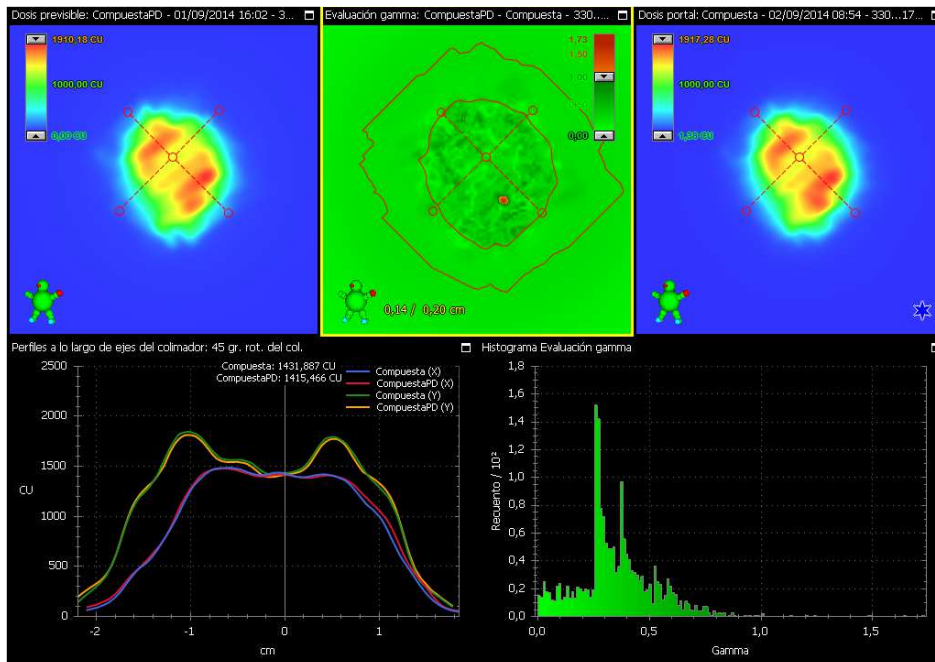 Dosis previsible: CompuestaPD - 01/09/2014 16:02 - 3...
1910,18 CU
1000,00 CU
0,00 CU
Evaluación gamma: CompuestaPD - Compuesta - 330...
1,73
1,50
1,00
0,00
0,14 / 0,20 cm
Dosis portal: Compuesta - 02/09/2014 08:54 - 330...17...
1917,28 CU
1000,00 CU
Perfiles a lo largo de ejes del colimador: 45 gr. rot. del col.
Compuesta: 1431,887 CU
CompuestaPD: 1415,466 CU
Compuesta (X)
CompuestaPD (X)
Compuesta (Y)
CompuestaPD (Y)
2500
2000
1500
1000
500
0
CU
-2 -1 0 1
cm
Histograma Evaluación gamma
1,8
1,6
1,4
1,2
1,0
0,8
0,6
0,4
0,2
0,0
Recuento / 10²
0,0 0,5 1,0 1,5
Gamma